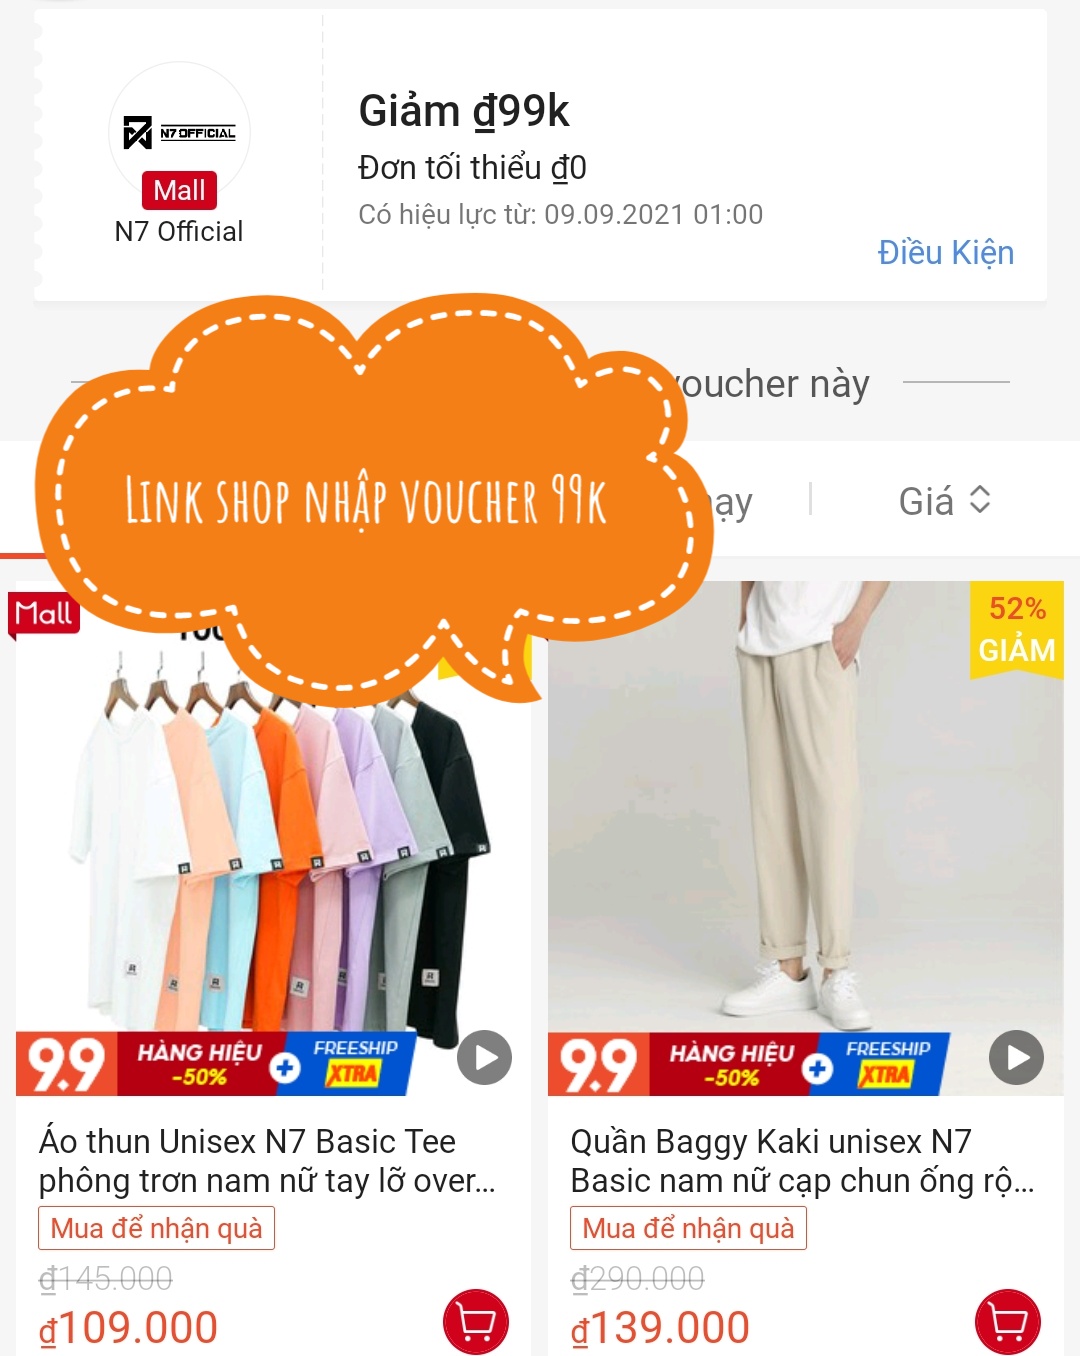 Giảm ₫99k
N7 OFFICIAL
Đơn tối thiểu ₫0
Mall
Có hiệu lực từ: 09.09.2021 01:00
N7 Official
Điều Kiện
voucher này
Link shop nhập voucher 99k
Giá
Mall
52%
GIẢM
9.9
HÀNG HIỆU
-50%
FREESHIP
XTRA
9.9
HÀNG HIỆU
-50%
FREESHIP
XTRA
Áo thun Unisex N7 Basic Tee
phông trơn nam nữ tay lỡ over...
Mua để nhận quà
₫145.000
₫109.000
Quần Baggy Kaki unisex N7
Basic nam nữ cạp chun ống rộ...
Mua để nhận quà
₫290.000
₫139.000